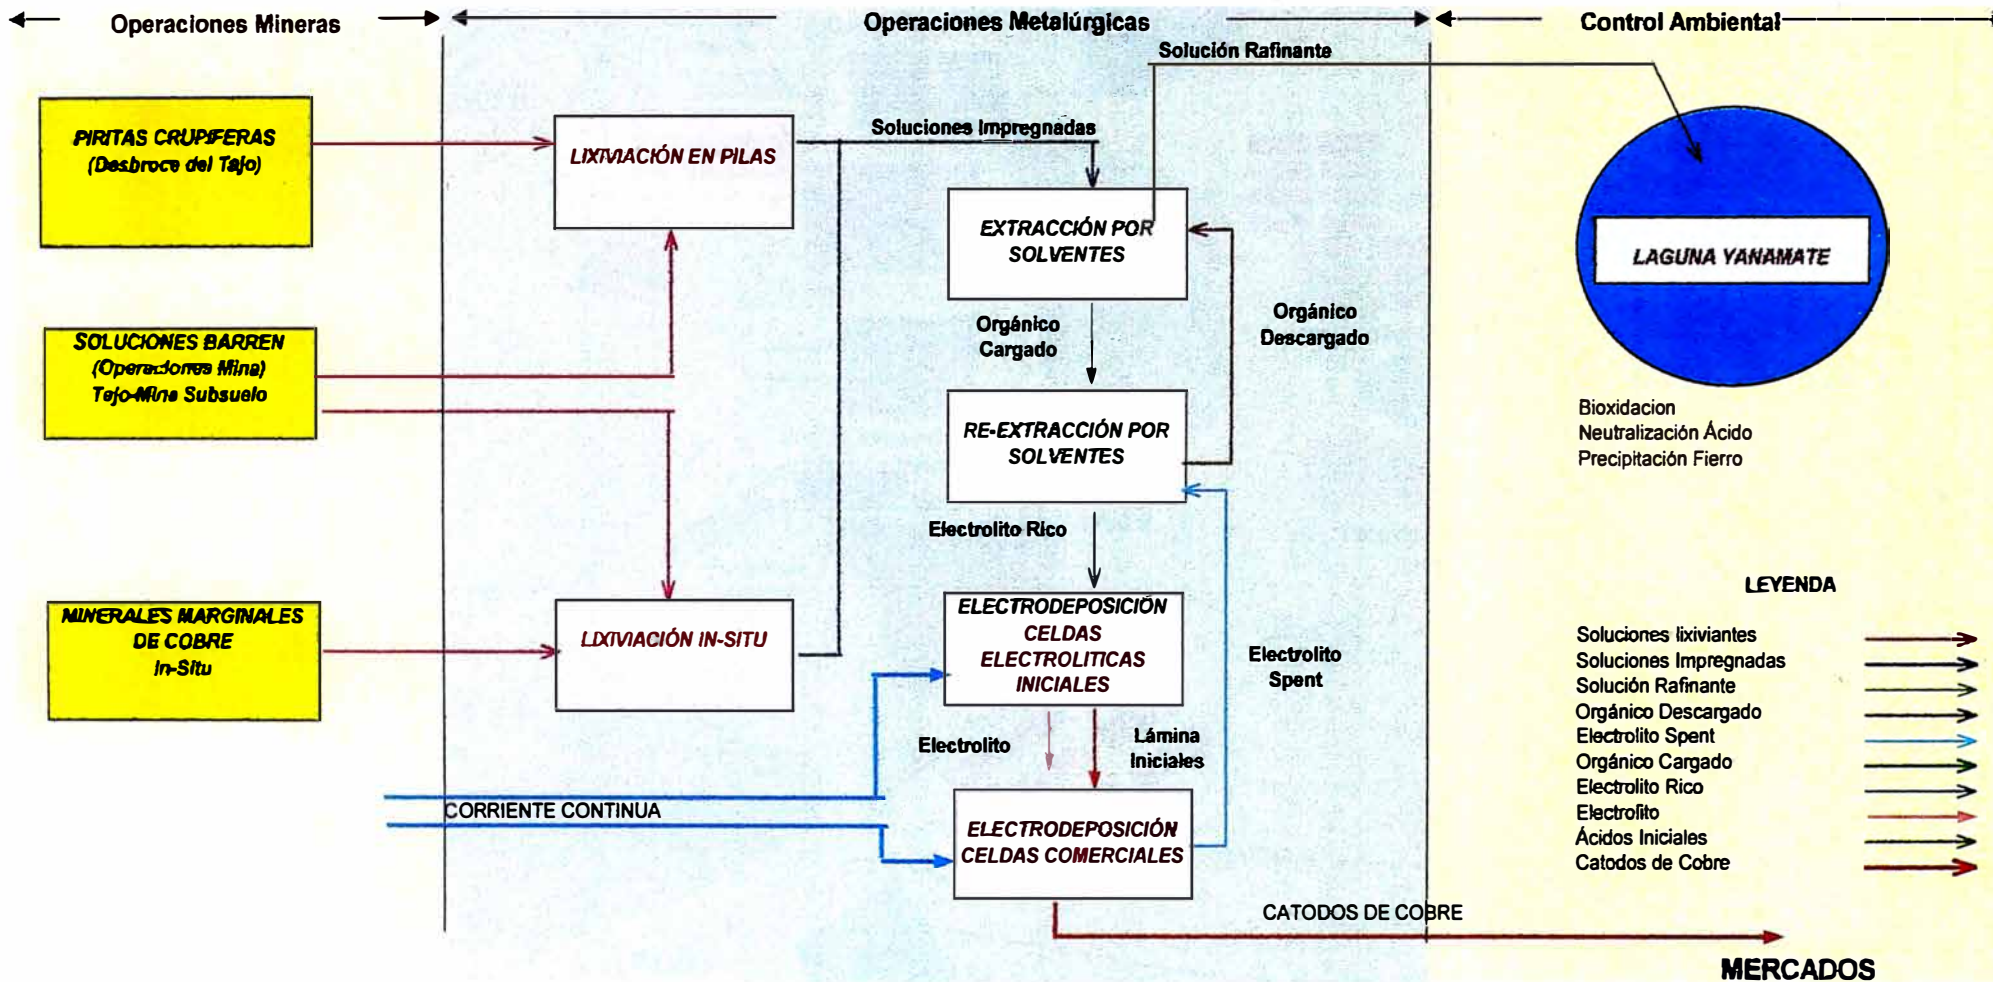 Operaciones Mineras
Operaciones Metalúrgicas
Control Ambiental
Solución Rafinante
PIRITAS CRUPIFERAS
(Desbroce del Tajo)
LIXIVIACIÓN EN PILAS
Soluciones Impregnadas
EXTRACCIÓN POR
SOLVENTES
LAGUNA YANAMATE
SOLUCIONES BARREN
(Operaciones Mina)
Tajo-Mina Subsuelo
Orgánico
Cargado
Orgánico
Descargado
RE-EXTRACCIÓN POR
SOLVENTES
Bioxidacion
Neutralización Ácido
Precipitación Fierro
Electrolito Rico
MINERALES MARGINALES
DE COBRE
In-Situ
LIXIVIACIÓN IN-SITU
ELECTRODEPOSICIÓN
CELDAS
ELECTROLITICAS
INICIALES
Electrolito
Spent
Electrolito
Lámina
Iniciales
CORRIENTE CONTINUA
ELECTRODEPOSICIÓN
CELDAS COMERCIALES
LEYENDA
Soluciones lixiviantes
Soluciones Impregnadas
Solución Rafinante
Orgánico Descargado
Electrolito Spent
Orgánico Cargado
Electrolito Rico
Electrolito
Ácidos Iniciales
Catodos de Cobre
CATODOS DE COBRE
MERCADOS